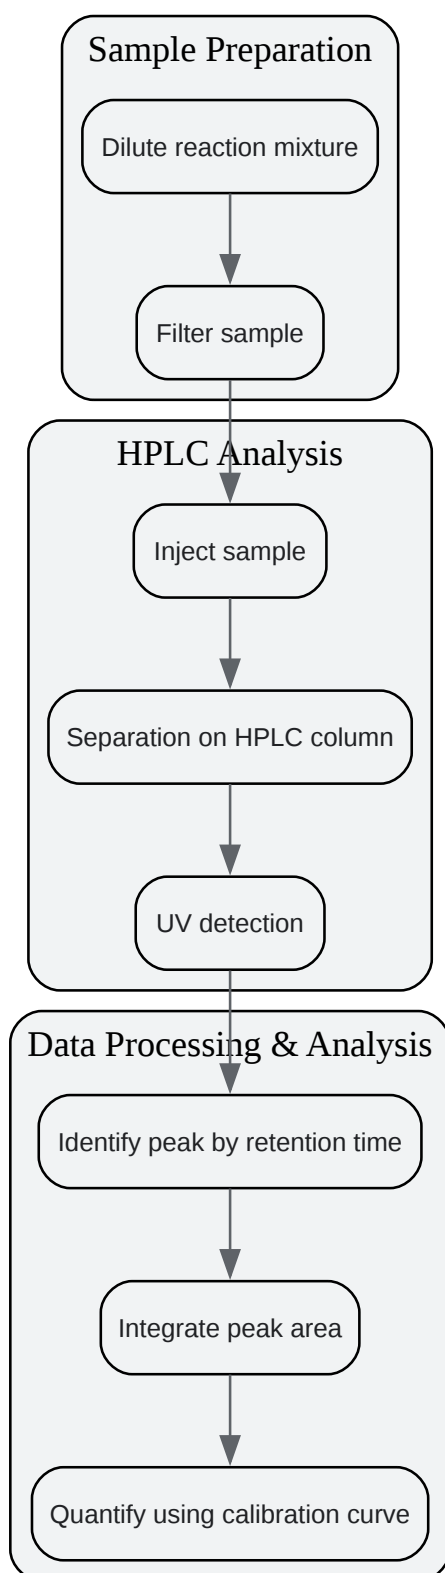 Sample Preparation
Dilute reaction mixture
Filter sample
HPLC Analysis
Inject sample
Separation on HPLC column
UV detection
Data Processing & Analysis
Identify peak by retention time
Integrate peak area
Quantify using calibration curve